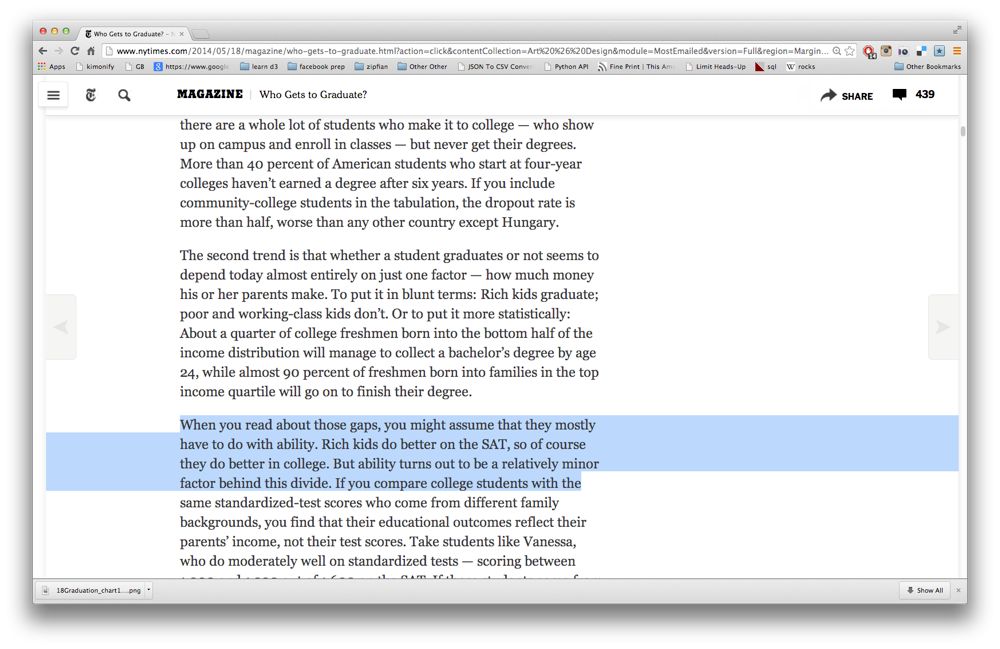 Who Gets to Graduate? –
www.nytimes.com/2014/05/18/magazine/who-gets-to-graduate.html?action=click&contentCollection=Art%20%26%20Design&module=MostEmailed&version=Full&region=Margin...
Apps kimonify GB https://www.google learn d3 facebook prep zipfian Other Other JSON To CSV Conver Python API Fine Print | This Am Limit Heads-Up sql rocks Other Bookmarks
MAGAZINE | Who Gets to Graduate? SHARE 439
there are a whole lot of students who make it to college — who show
up on campus and enroll in classes — but never get their degrees.
More than 40 percent of American students who start at four-year
colleges haven’t earned a degree after six years. If you include
community-college students in the tabulation, the dropout rate is
more than half, worse than any other country except Hungary.
The second trend is that whether a student graduates or not seems to
depend today almost entirely on just one factor — how much money
his or her parents make. To put it in blunt terms: Rich kids graduate;
poor and working-class kids don’t. Or to put it more statistically:
About a quarter of college freshmen born into the bottom half of the
income distribution will manage to collect a bachelor’s degree by age
24, while almost 90 percent of freshmen born into families in the top
income quartile will go on to finish their degree.
When you read about those gaps, you might assume that they mostly
have to do with ability. Rich kids do better on the SAT, so of course
they do better in college. But ability turns out to be a relatively minor
factor behind this divide. If you compare college students with the
same standardized-test scores who come from different family
backgrounds, you find that their educational outcomes reflect their
parents’ income, not their test scores. Take students like Vanessa,
who do moderately well on standardized tests — scoring between
18Graduation_chart1....png Show All